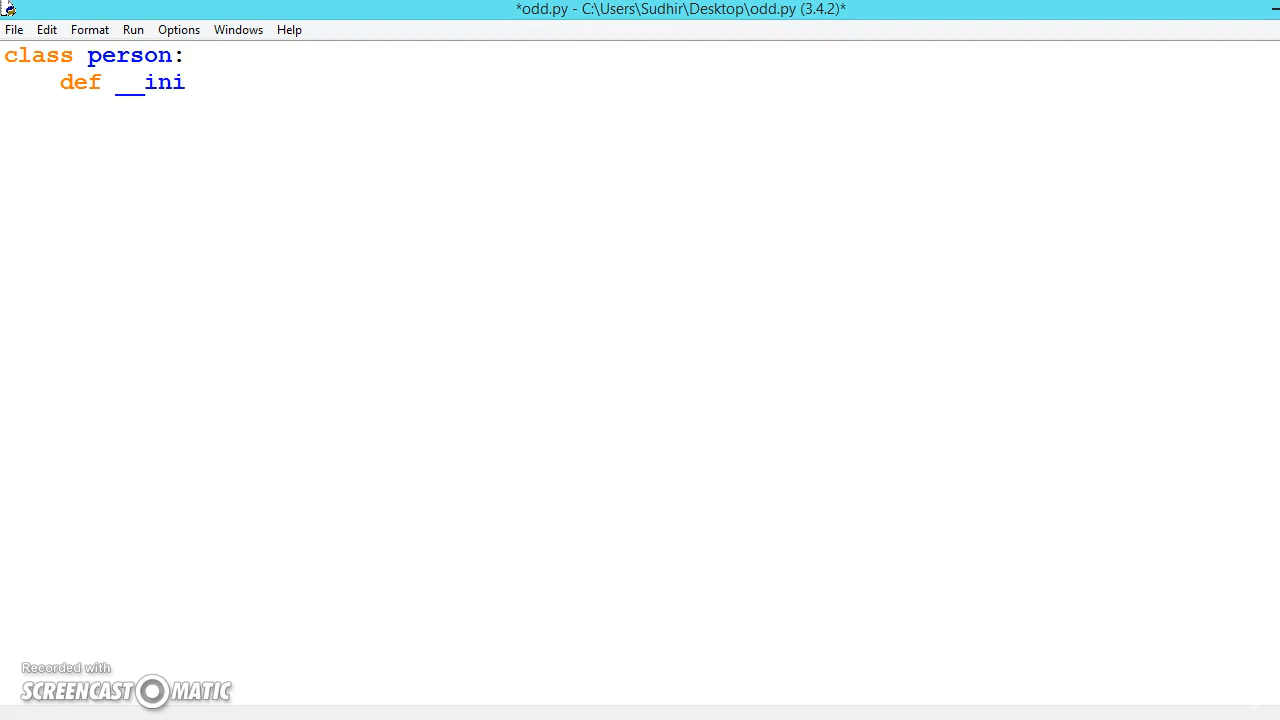 *odd.py - C:\Users\Sudhir\Desktop\odd.py (3.4.2)*
File Edit Format Run Options Windows Help
class person:
    def __ini
Recorded with
SCREENCAST MATIC